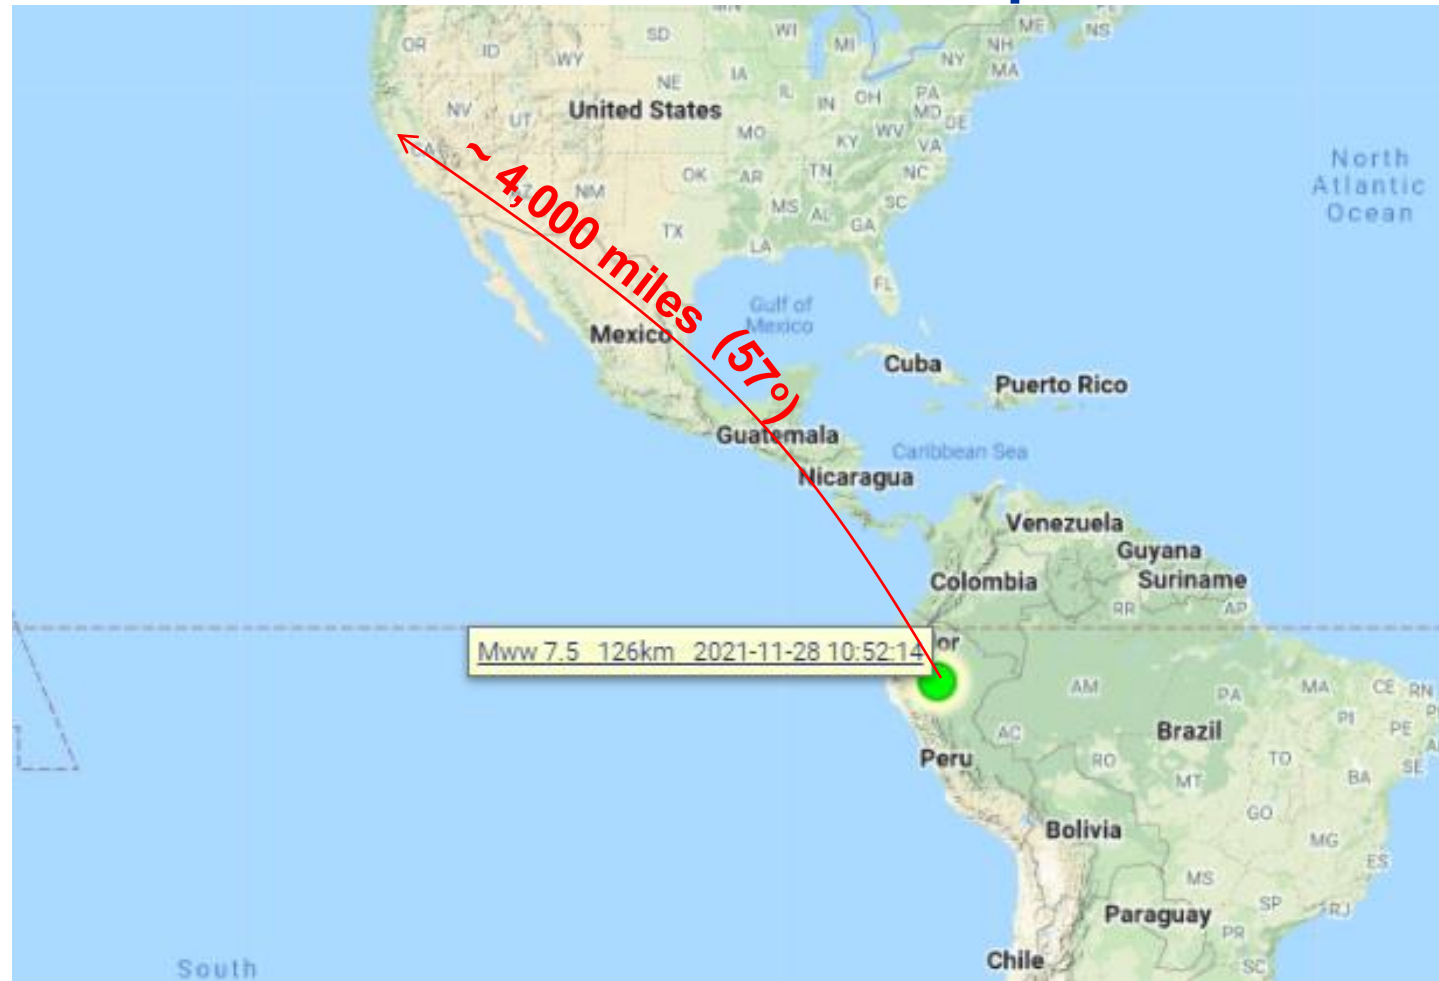 ME
NS
OR
ID
SD
WI
MI
NH
WY
NY
MA
NE
IA
IL
IN
OH
PA
MD
DE
NV
UT
United States
MO
KY
WV
VA
CA
~ 4,000 miles (57º)
AZ
NM
OK
AR
TN
NC
MS
AL
GA
SC
TX
LA
FL
North
Atlantic
Ocean
Gulf of
Mexico
Mexico
Cuba
Puerto Rico
Guatemala
Caribbean Sea
Nicaragua
Venezuela
Guyana
Colombia
Suriname
RR
AP
Mww 7.5 126km 2021-11-28 10:52:14
or
AM
PA
MA
CE
RN
PI
PE
AC
Brazil
Peru
RO
TO
SE
MT
BA
GO
Bolivia
MG
ES
MS
SP
RJ
Paraguay
PR
Chile
SC
South